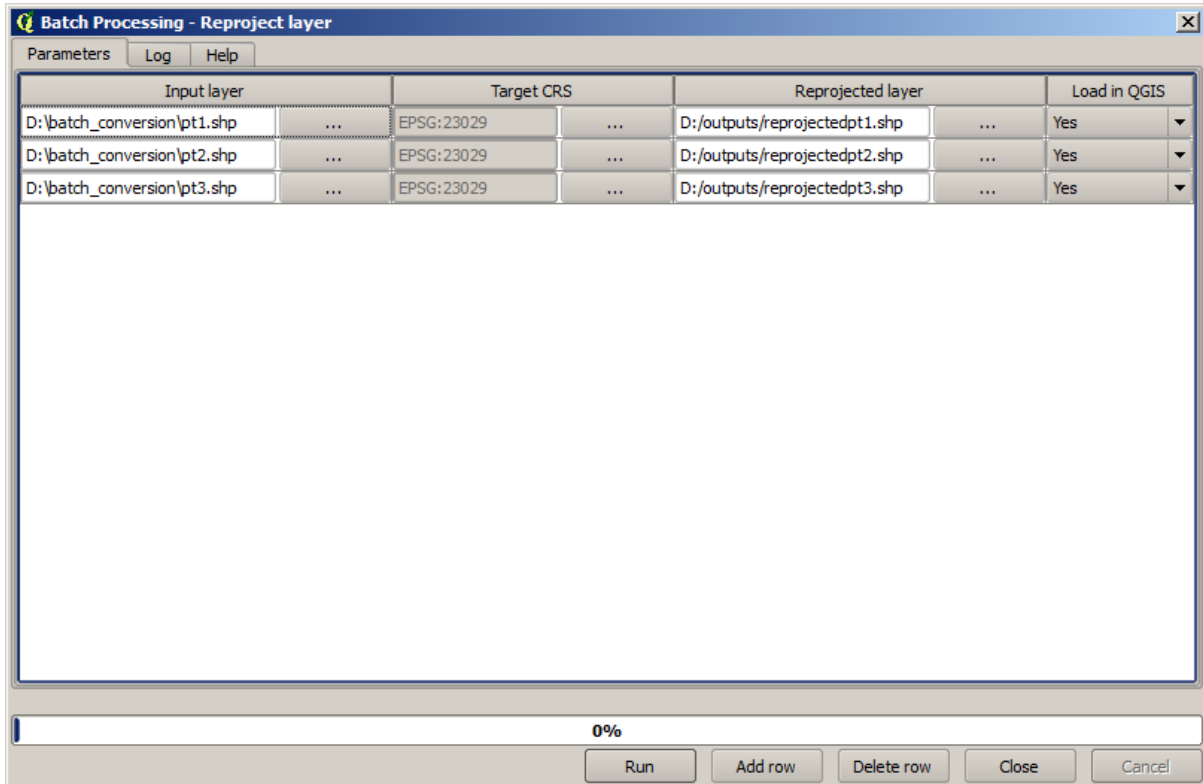 Batch Processing - Reproject layer
Parameters Log Help
Input layer Target CRS Reprojected layer Load in QGIS
D:\batch_conversion\pt1.shp ... EPSG:23029 ... D:/outputs/reprojectedpt1.shp ... Yes
D:\batch_conversion\pt2.shp ... EPSG:23029 ... D:/outputs/reprojectedpt2.shp ... Yes
D:\batch_conversion\pt3.shp ... EPSG:23029 ... D:/outputs/reprojectedpt3.shp ... Yes
0%
Run Add row Delete row Close Cancel